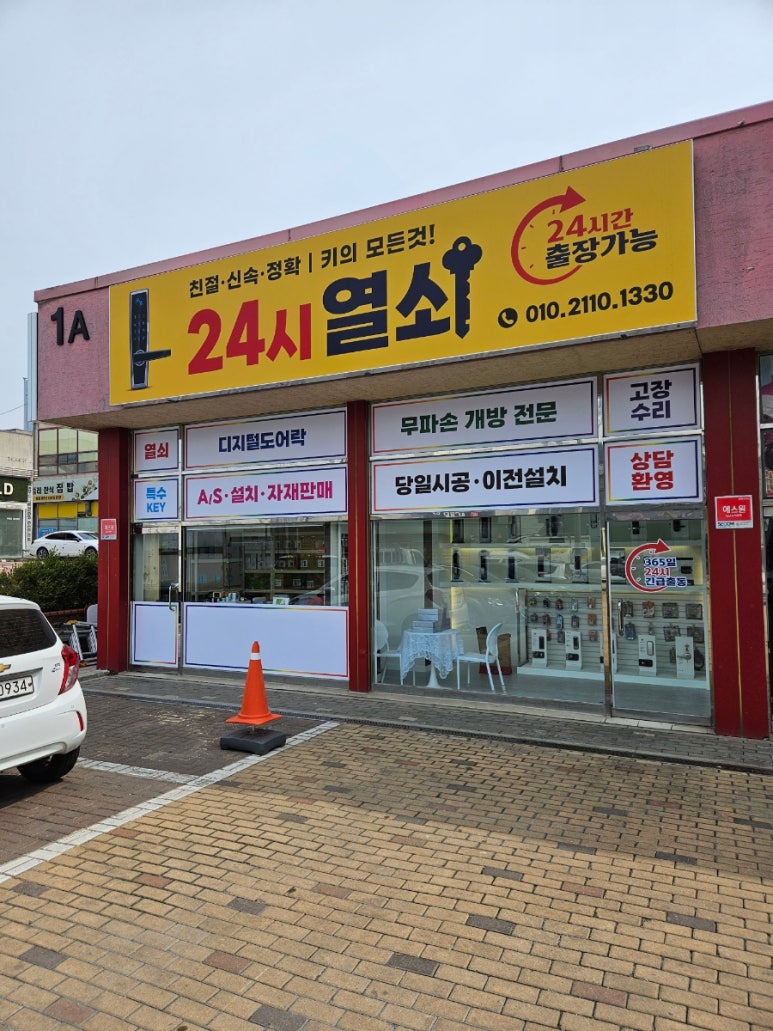 친절·신속·정확 | 키의 모든것!
24시 열쇠
24시간
출장가능
010.2110.1330
1A
열쇠
디지털도어락
무파손 개방 전문
고장
수리
특수
KEY
A/S·설치·자재판매
당일시공·이전설치
상담
환영
에스원
365일
24시
긴급출동
0934